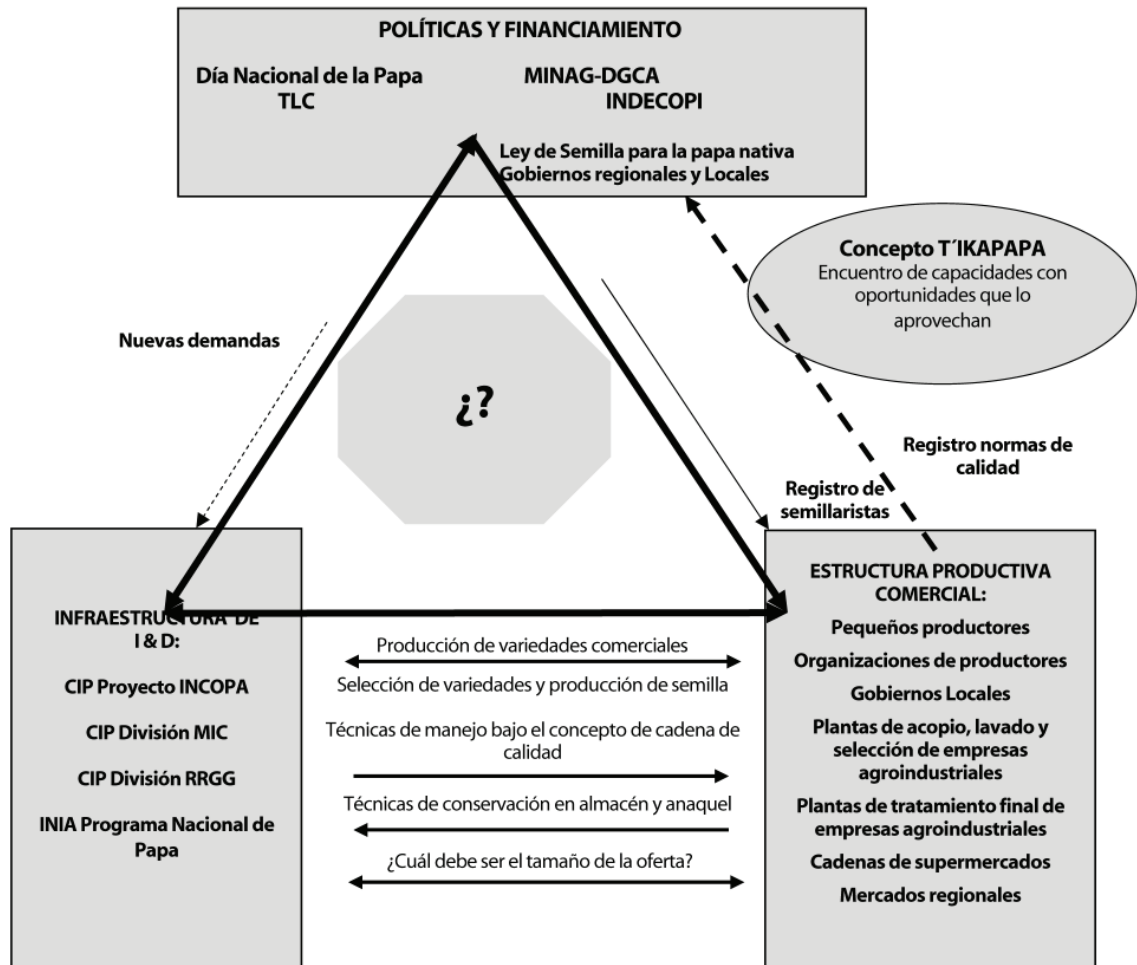 POLÍTICAS Y FINANCIAMIENTO
Día Nacional de la Papa
TLC
MINAG-DGCA
INDECOPI
Ley de Semilla para la papa nativa
Gobiernos regionales y Locales
Concepto T´IKAPAPA
Encuentro de capacidades con
oportunidades que lo
aprovechan
Nuevas demandas
¿?
Registro normas de
calidad
Registro de
semillaristas
INFRAESTRUCTURA DE
I & D:
CIP Proyecto INCOPA
CIP División MIC
CIP División RRGG
INIA Programa Nacional de
Papa
Producción de variedades comerciales
Selección de variedades y producción de semilla
Técnicas de manejo bajo el concepto de cadena de
calidad
Técnicas de conservación en almacén y anaquel
¿Cuál debe ser el tamaño de la oferta?
ESTRUCTURA PRODUCTIVA
COMERCIAL:
Pequeños productores
Organizaciones de productores
Gobiernos Locales
Plantas de acopio, lavado y
selección de empresas
agroindustriales
Plantas de tratamiento final de
empresas agroindustriales
Cadenas de supermercados
Mercados regionales